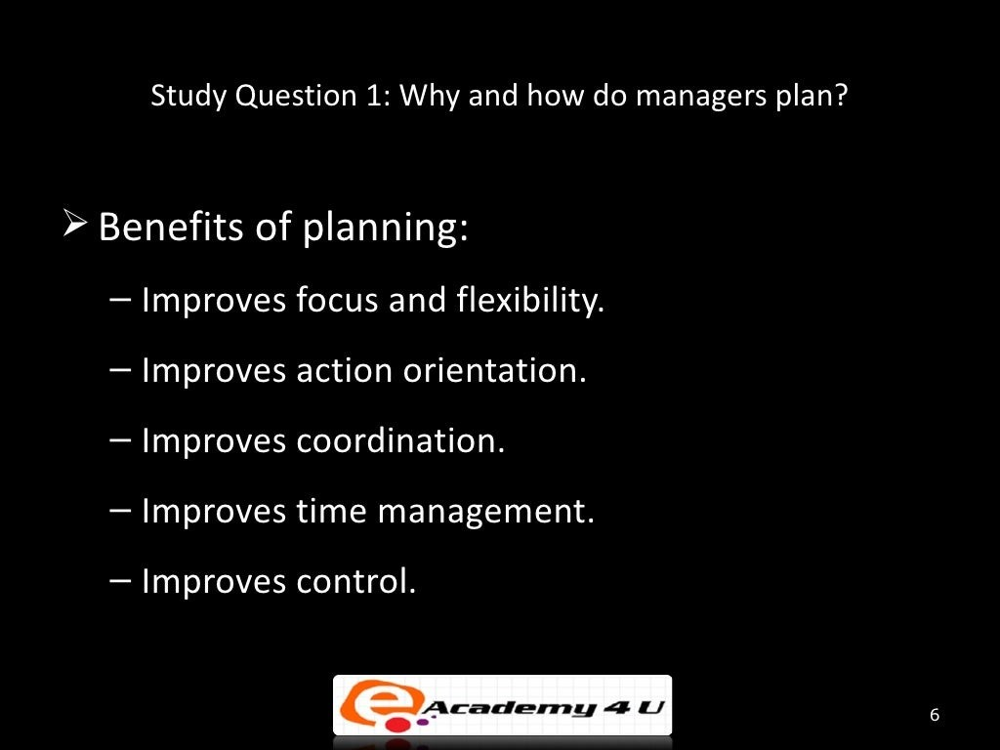 Study Question 1: Why and how do managers plan?
➢ Benefits of planning:
– Improves focus and flexibility.
– Improves action orientation.
– Improves coordination.
– Improves time management.
– Improves control.
e Academy 4 U
6